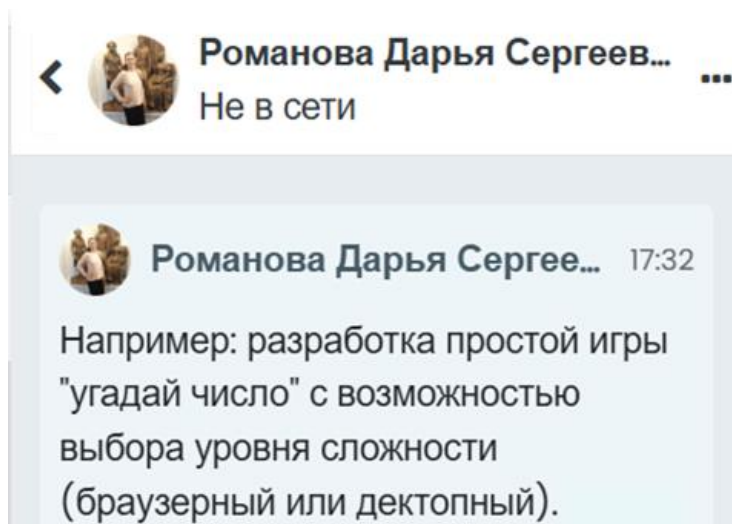 Романова Дарья Сергеев...
Не в сети
Романова Дарья Сергее... 17:32
Например: разработка простой игры
"угадай число" с возможностью
выбора уровня сложности
(браузерный или дектопный).